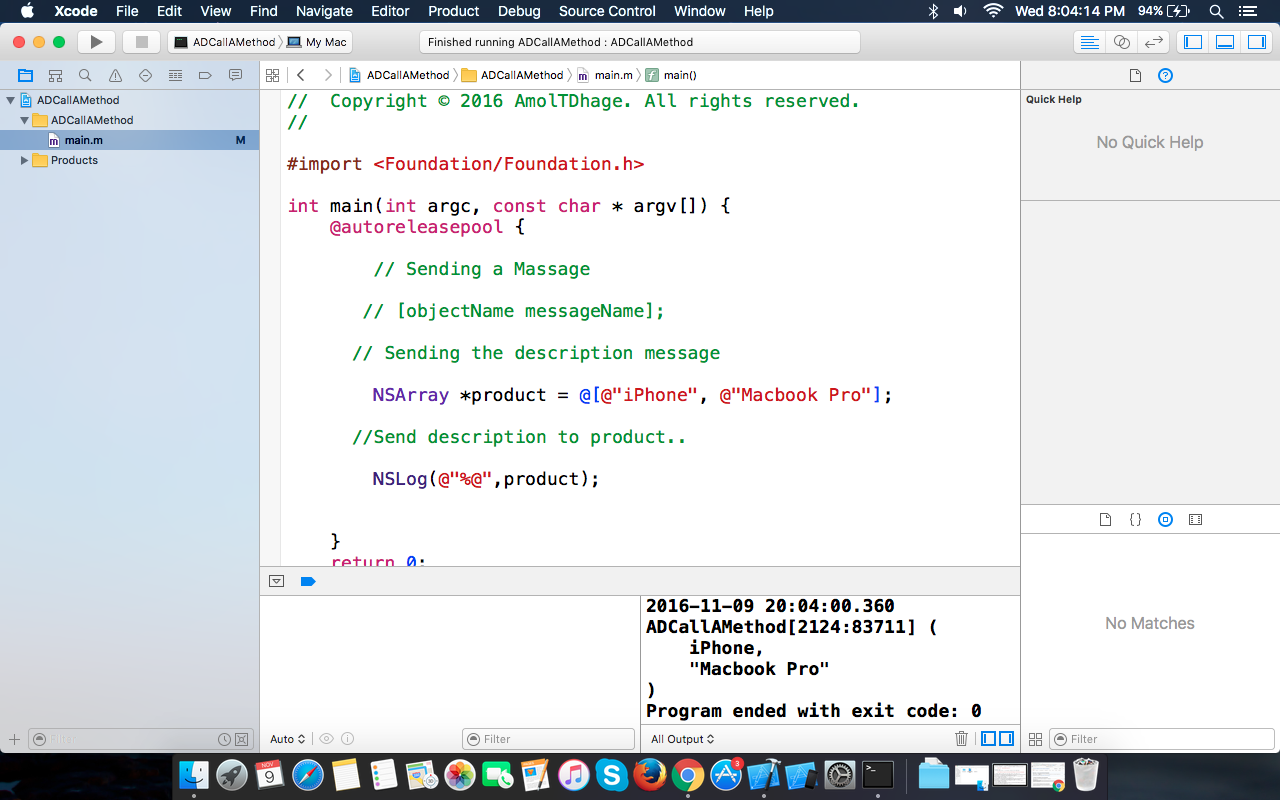 Xcode File Edit View Find Navigate Editor Product Debug Source Control Window Help Wed 8:04:14 PM 94%
ADCallAMethod My Mac Finished running ADCallAMethod : ADCallAMethod
ADCallAMethod ADCallAMethod main.m main()
ADCallAMethod
ADCallAMethod
main.m M
Products
// Copyright © 2016 AmolTDhage. All rights reserved.
//
#import <Foundation/Foundation.h>
int main(int argc, const char * argv[]) {
@autoreleasepool {
// Sending a Massage
// [objectName messageName];
// Sending the description message
NSArray *product = @[@"iPhone", @"Macbook Pro"];
//Send description to product..
NSLog(@"%@",product);
}
return 0;
Quick Help
No Quick Help
No Matches
2016-11-09 20:04:00.360
ADCallAMethod[2124:83711] (
iPhone,
"Macbook Pro"
)
Program ended with exit code: 0
Auto Filter All Output Filter
NOV
9
3